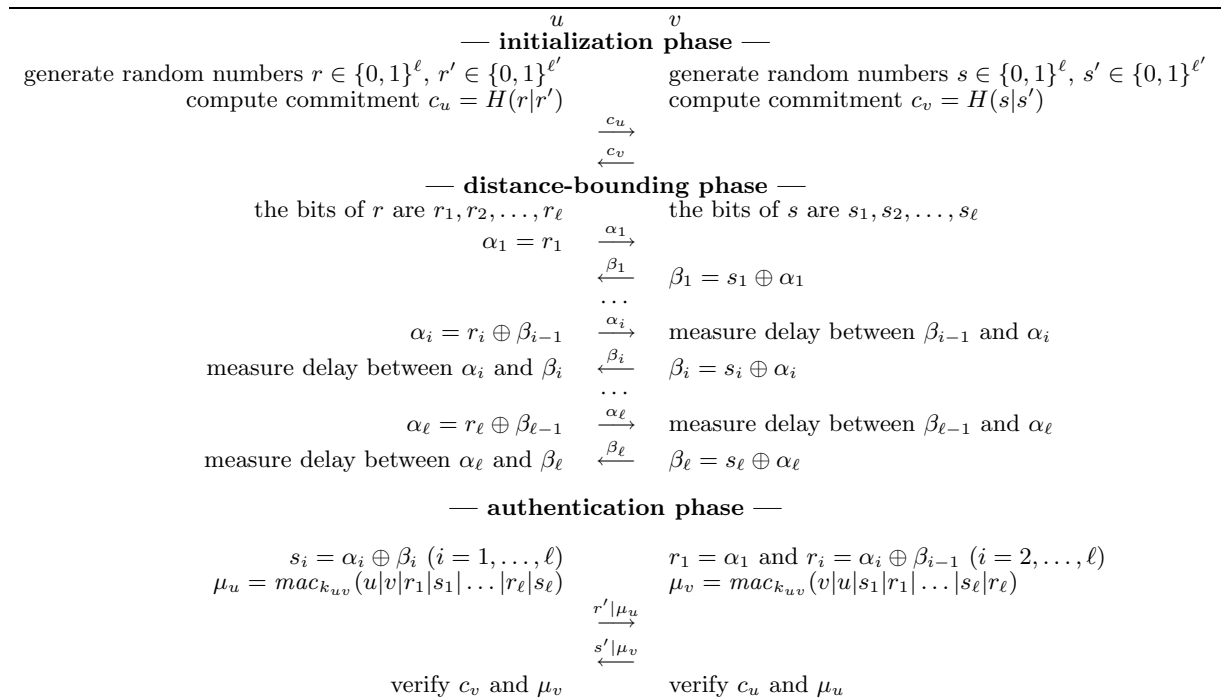 u v
— initialization phase —
generate random numbers r ∈ {0, 1}^ℓ, r′ ∈ {0, 1}^ℓ′ generate random numbers s ∈ {0, 1}^ℓ, s′ ∈ {0, 1}^ℓ′
compute commitment c_u = H(r|r′) compute commitment c_v = H(s|s′)
c_u →
c_v ←
— distance-bounding phase —
the bits of r are r_1, r_2, . . . , r_ℓ the bits of s are s_1, s_2, . . . , s_ℓ
α_1 = r_1 α_1 →
β_1 ← β_1 = s_1 ⊕ α_1
· · ·
α_i = r_i ⊕ β_{i−1} α_i → measure delay between β_{i−1} and α_i
measure delay between α_i and β_i β_i ← β_i = s_i ⊕ α_i
· · ·
α_ℓ = r_ℓ ⊕ β_{ℓ−1} α_ℓ → measure delay between β_{ℓ−1} and α_ℓ
measure delay between α_ℓ and β_ℓ β_ℓ ← β_ℓ = s_ℓ ⊕ α_ℓ
— authentication phase —
s_i = α_i ⊕ β_i (i = 1, . . . , ℓ) r_1 = α_1 and r_i = α_i ⊕ β_{i−1} (i = 2, . . . , ℓ)
μ_u = mac_{k_{uv}}(u|v|r_1|s_1| . . . |r_ℓ|s_ℓ) μ_v = mac_{k_{uv}}(v|u|s_1|r_1| . . . |s_ℓ|r_ℓ)
r′|μ_u →
s′|μ_v ←
verify c_v and μ_v verify c_u and μ_u